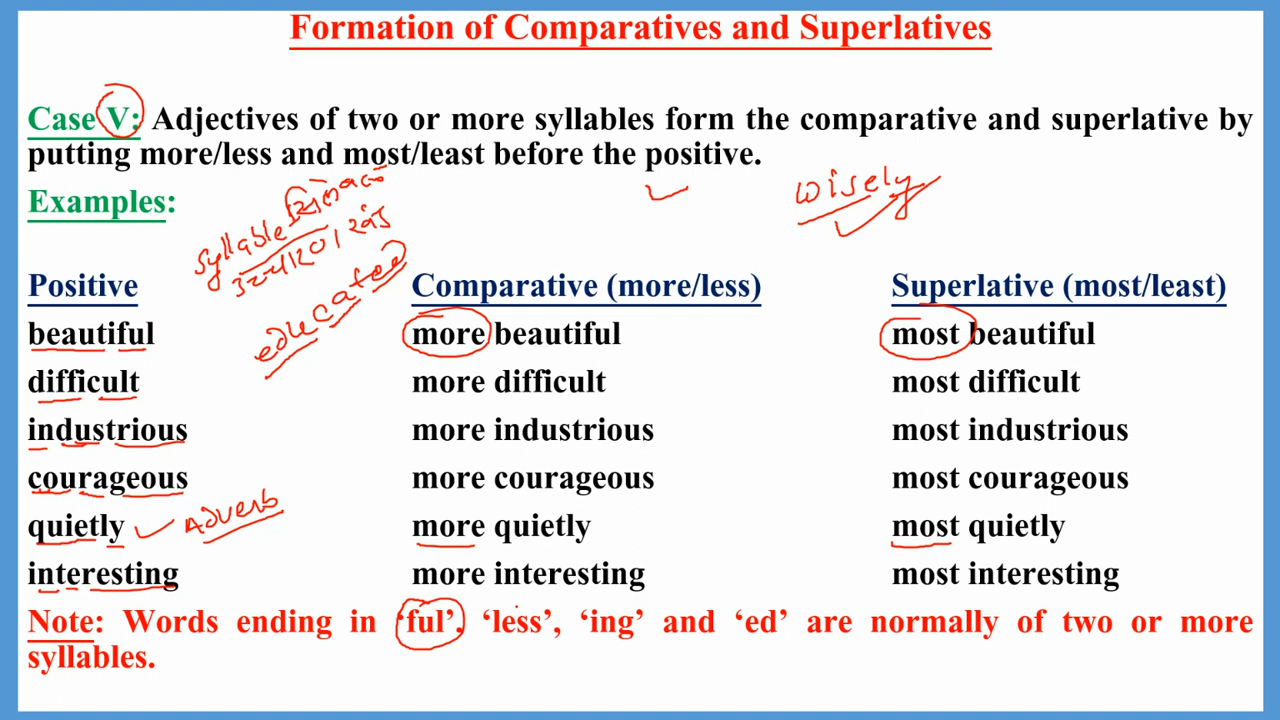 Formation of Comparatives and Superlatives
Case V: Adjectives of two or more syllables form the comparative and superlative by
putting more/less and most/least before the positive.
Examples:
wisely
syllable
educated
Positive Comparative (more/less) Superlative (most/least)
beautiful more beautiful most beautiful
difficult more difficult most difficult
industrious more industrious most industrious
courageous more courageous most courageous
quietly Adverb more quietly most quietly
interesting more interesting most interesting
Note: Words ending in ‘ful’, ‘less’, ‘ing’ and ‘ed’ are normally of two or more
syllables.